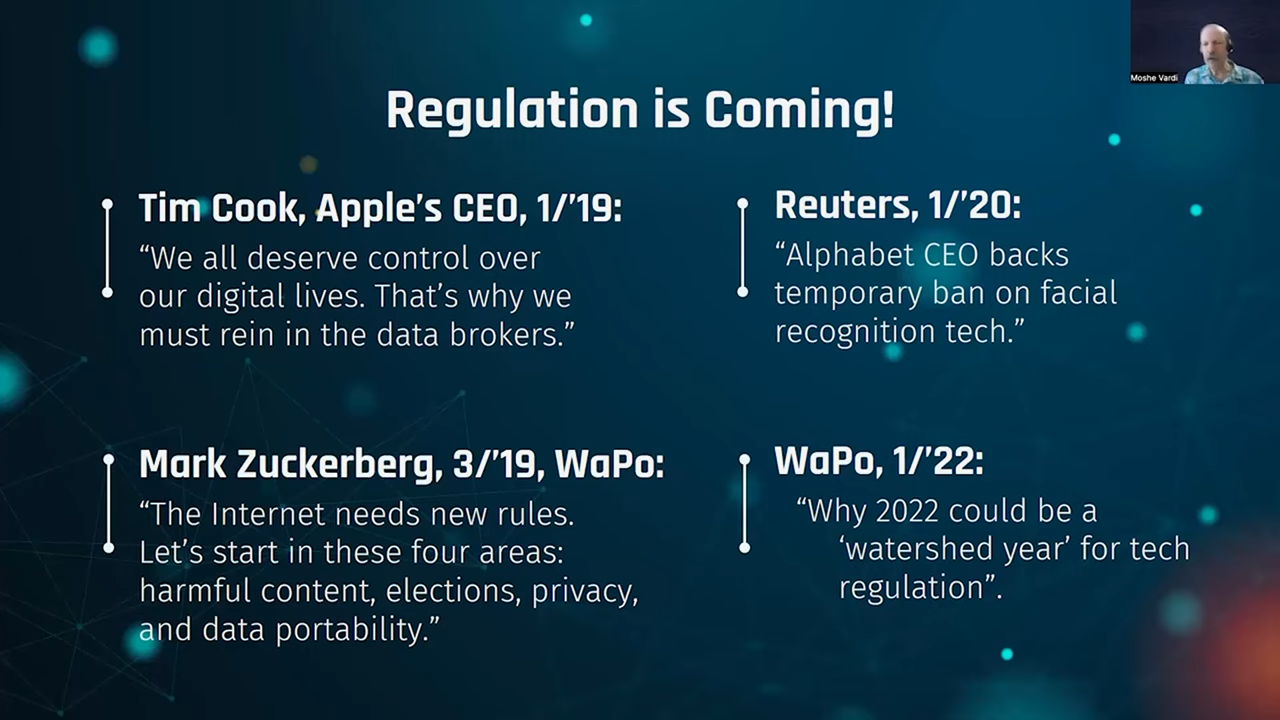 Moshe Vardi
Regulation is Coming!
Tim Cook, Apple’s CEO, 1/’19:
“We all deserve control over
our digital lives. That’s why we
must rein in the data brokers.”
Reuters, 1/’20:
“Alphabet CEO backs
temporary ban on facial
recognition tech.”
Mark Zuckerberg, 3/’19, WaPo:
“The Internet needs new rules.
Let’s start in these four areas:
harmful content, elections, privacy,
and data portability.”
WaPo, 1/’22:
“Why 2022 could be a
‘watershed year’ for tech
regulation”.